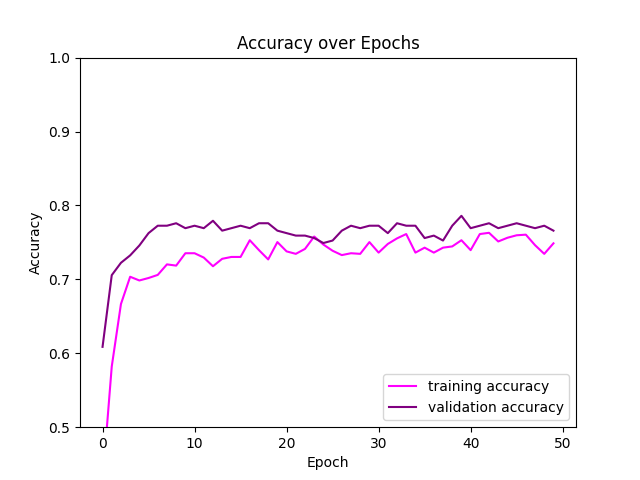 Accuracy over Epochs
1.0
0.9
0.8
0.7
0.6
0.5
Accuracy
0 10 20 30 40 50
Epoch
training accuracy
validation accuracy